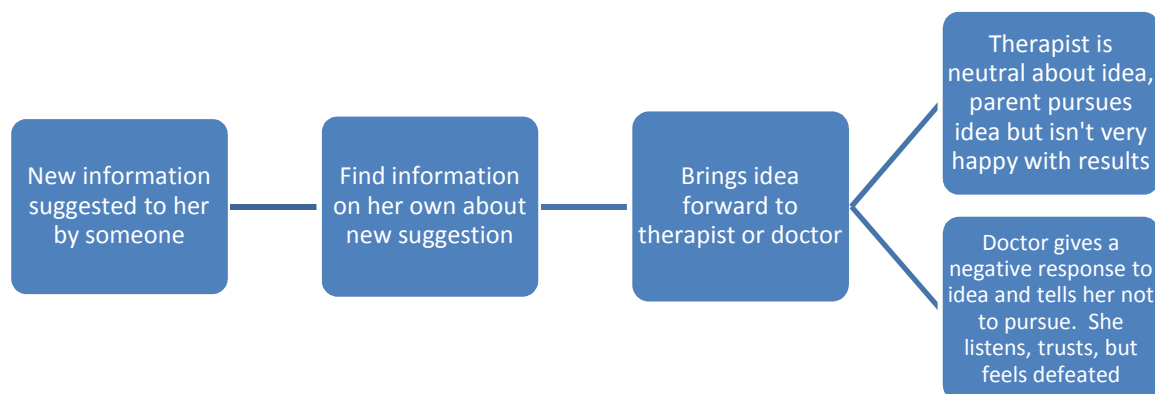 New information
suggested to her
by someone
Find information
on her own about
new suggestion
Brings idea
forward to
therapist or doctor
Therapist is
neutral about idea,
parent pursues
idea but isn't very
happy with results
Doctor gives a
negative response to
idea and tells her not
to pursue.  She
listens, trusts, but
feels defeated